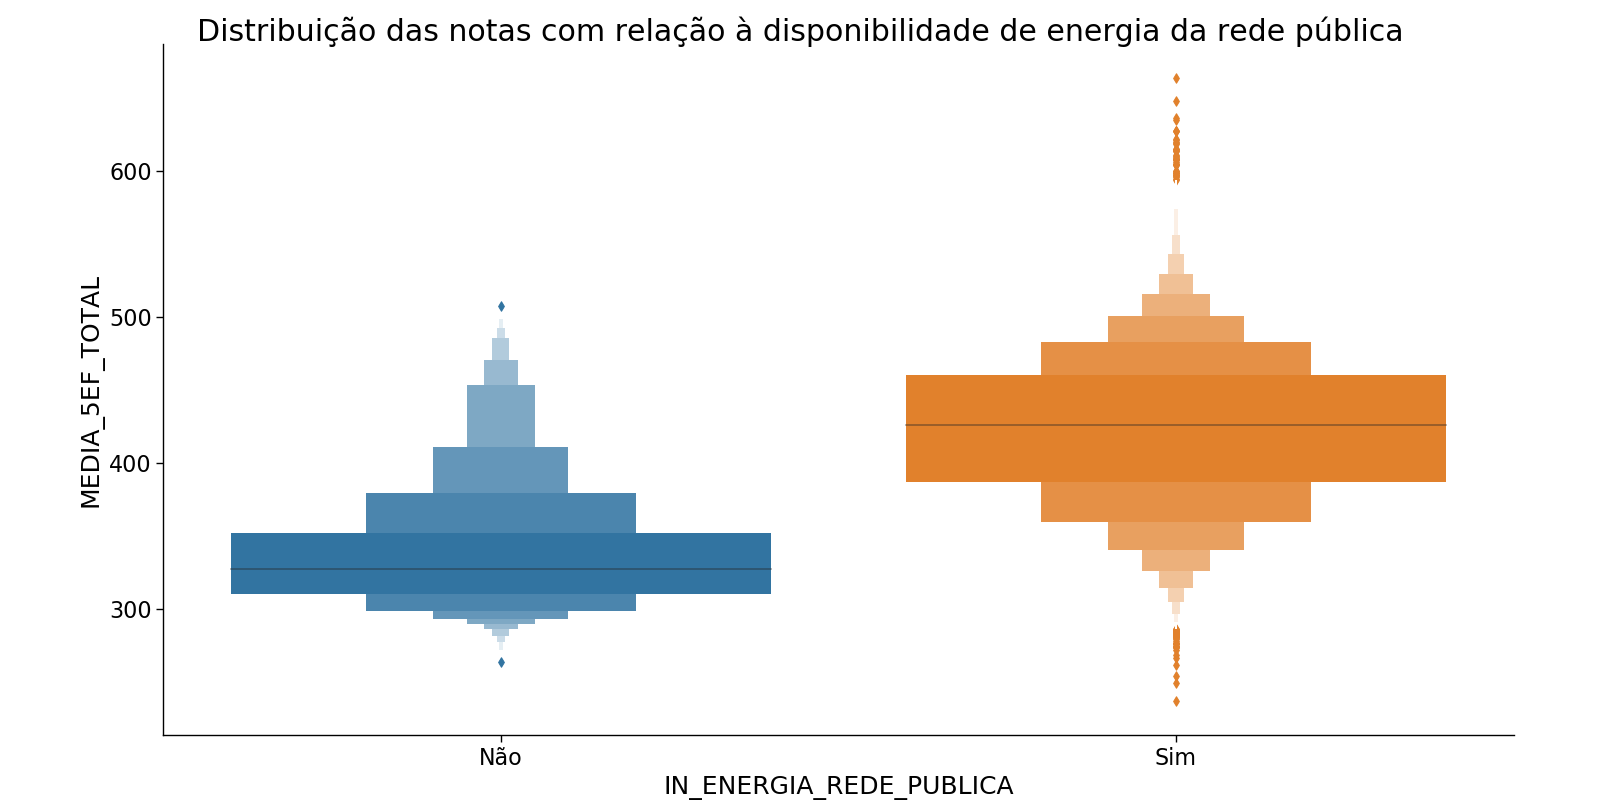 Distribuição das notas com relação à disponibilidade de energia da rede pública
MEDIA_5EF_TOTAL
600
500
400
300
Não
Sim
IN_ENERGIA_REDE_PUBLICA